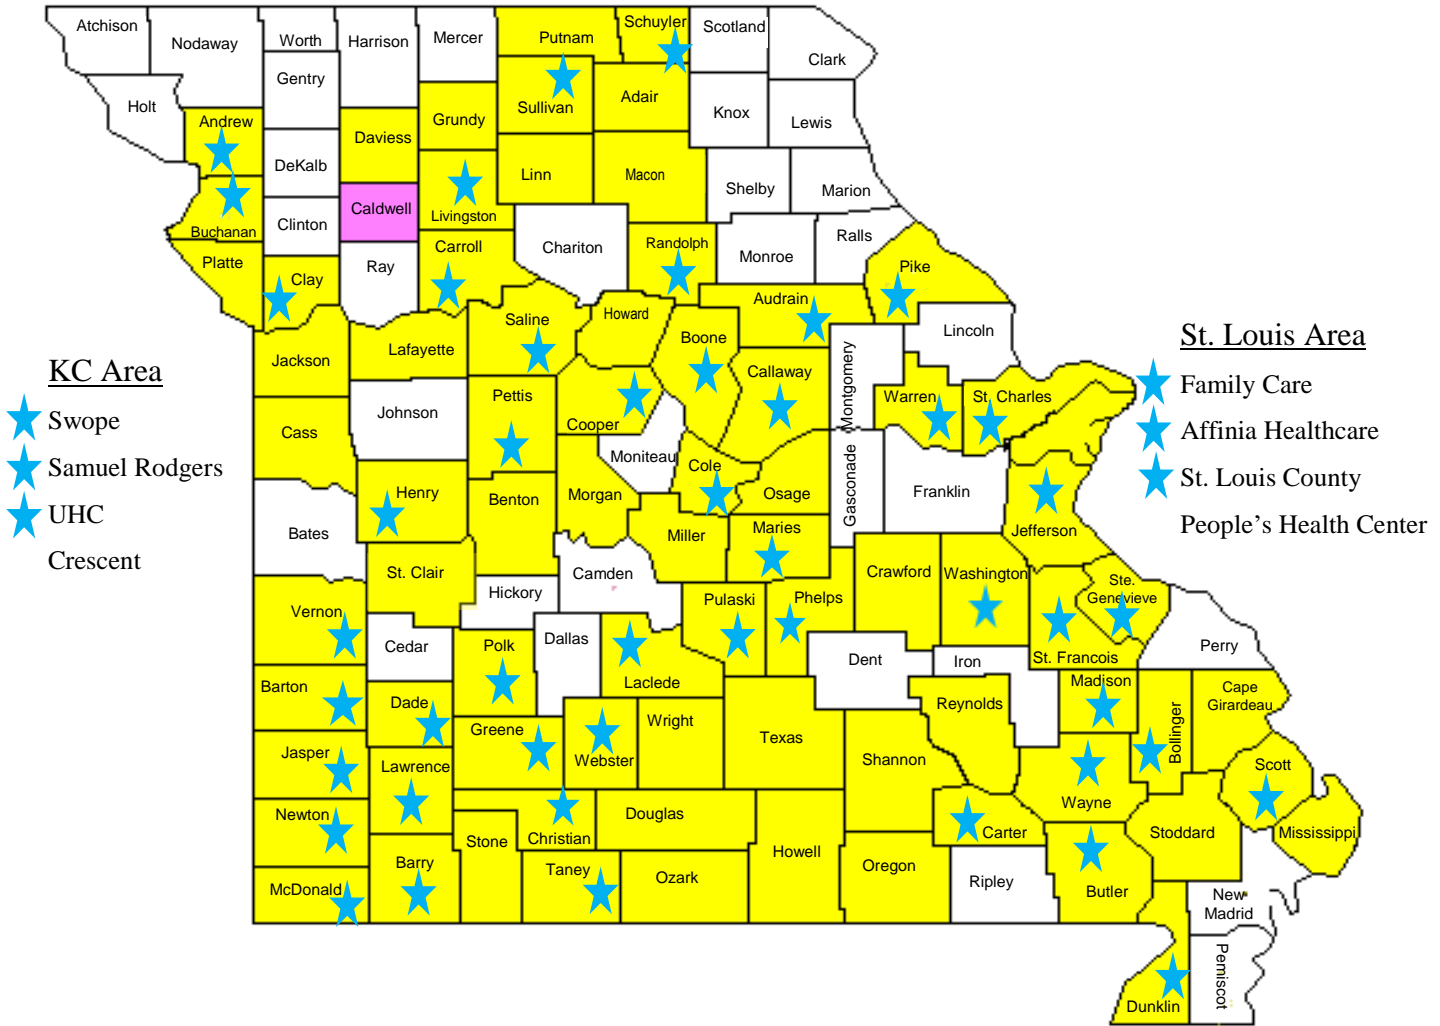 Atchison
Nodaway
Worth
Harrison
Mercer
Putnam
Schuyler
Scotland
Clark
Gentry
Holt
Sullivan
Adair
Knox
Lewis
Andrew
Daviess
Grundy
DeKalb
Linn
Macon
Shelby
Marion
Caldwell
Livingston
Buchanan
Clinton
Platte
Clay
Ray
Carroll
Chariton
Randolph
Monroe
Ralls
Pike
Audrain
Saline
Howard
Boone
Lincoln
Jackson
Lafayette
Callaway
Montgomery
Warren
St. Charles
Johnson
Pettis
Cooper
Cass
Moniteau
Cole
Osage
Gasconade
Franklin
Henry
Benton
Morgan
Bates
Miller
Maries
Jefferson
St. Clair
Camden
Crawford
Washington
Ste.
Genevieve
Hickory
Pulaski
Phelps
Vernon
Cedar
Polk
Dallas
Dent
Iron
St. Francois
Perry
Barton
Dade
Laclede
Madison
Reynolds
Bollinger
Cape
Girardeau
Greene
Webster
Wright
Texas
Shannon
Jasper
Lawrence
Scott
Wayne
Newton
Christian
Douglas
Carter
Stoddard
Mississippi
Stone
Howell
Barry
Taney
Ozark
Oregon
Ripley
Butler
McDonald
New
Madrid
Pemiscot
Dunklin
KC Area
Swope
Samuel Rodgers
UHC
Crescent
St. Louis Area
Family Care
Affinia Healthcare
St. Louis County
People’s Health Center